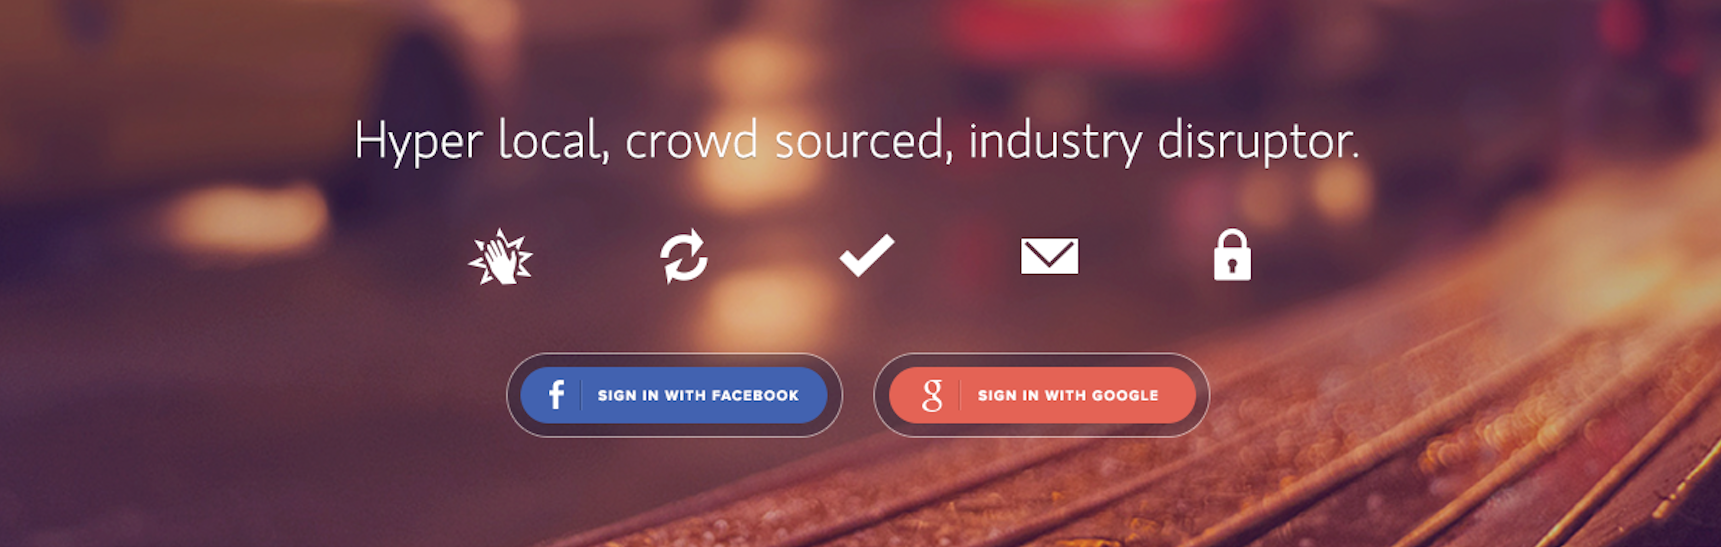 Hyper local, crowd sourced, industry disruptor.
f SIGN IN WITH FACEBOOK
g SIGN IN WITH GOOGLE